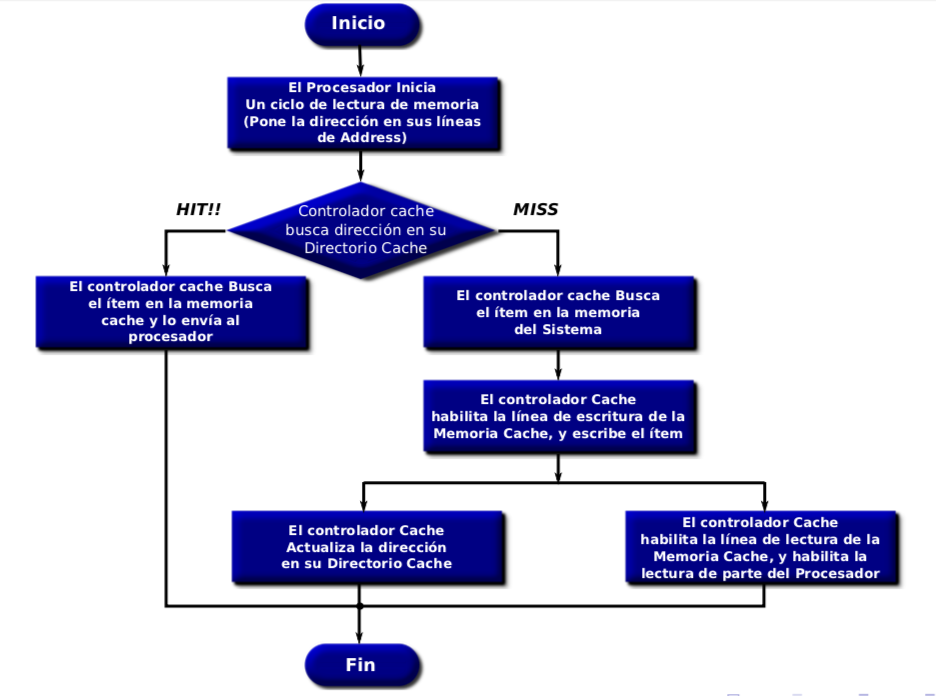 Inicio
El Procesador Inicia
Un ciclo de lectura de memoria
(Pone la dirección en sus líneas
de Address)
HIT!!
MISS
Controlador cache
busca dirección en su
Directorio Cache
El controlador cache Busca
el ítem en la memoria
cache y lo envía al
procesador
El controlador cache Busca
el ítem en la memoria
del Sistema
El controlador Cache
habilita la línea de escritura de la
Memoria Cache, y escribe el ítem
El controlador Cache
Actualiza la dirección
en su Directorio Cache
El controlador Cache
habilita la línea de lectura de la
Memoria Cache, y habilita la
lectura de parte del Procesador
Fin